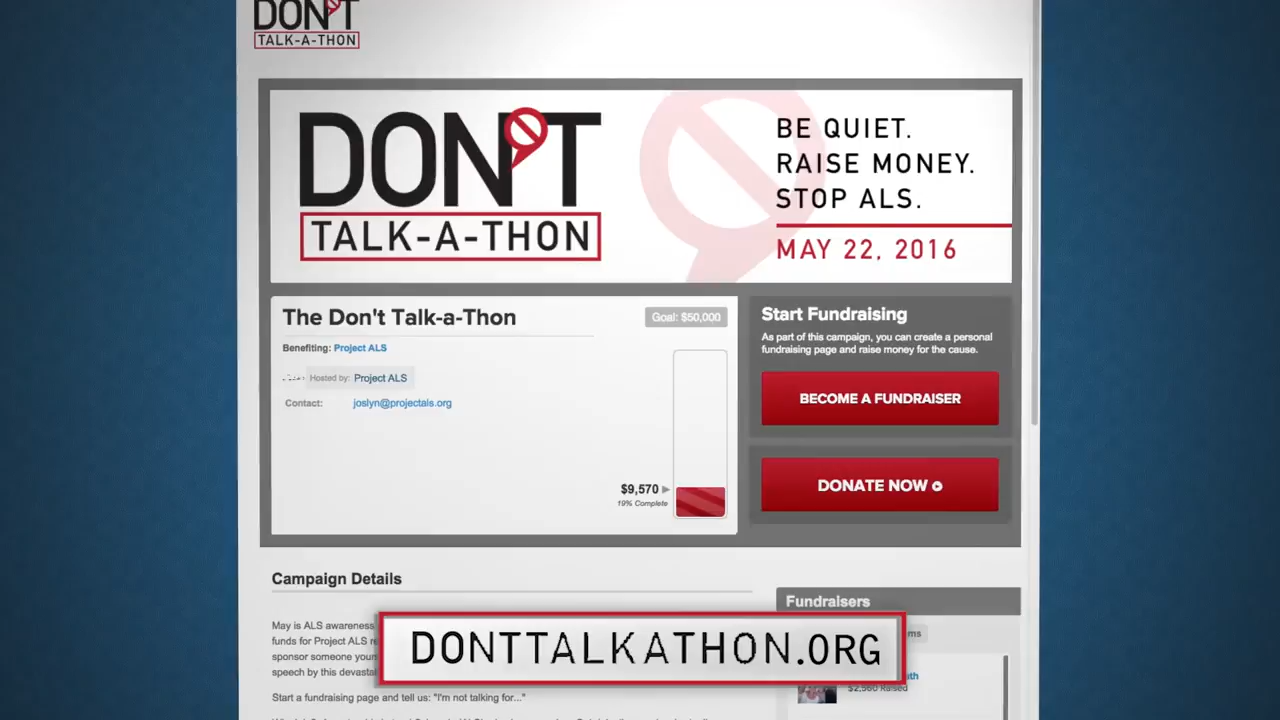 DON'T
TALK-A-THON
DON'T
TALK-A-THON
BE QUIET.
RAISE MONEY.
STOP ALS.
MAY 22, 2016
The Don't Talk-a-Thon
Goal: $50,000
Benefiting: Project ALS
Hosted by: Project ALS
Contact: joslyn@projectals.org
$9,570
19% Complete
Start Fundraising
As part of this campaign, you can create a personal
fundraising page and raise money for the cause.
BECOME A FUNDRAISER
DONATE NOW
Campaign Details
May is ALS awareness
funds for Project ALS
sponsor someone
speech by this
Start a fundraising page and tell us: "I'm not talking for..."
Fundraisers
$2,560 Raised
DONTTALKATHON.ORG